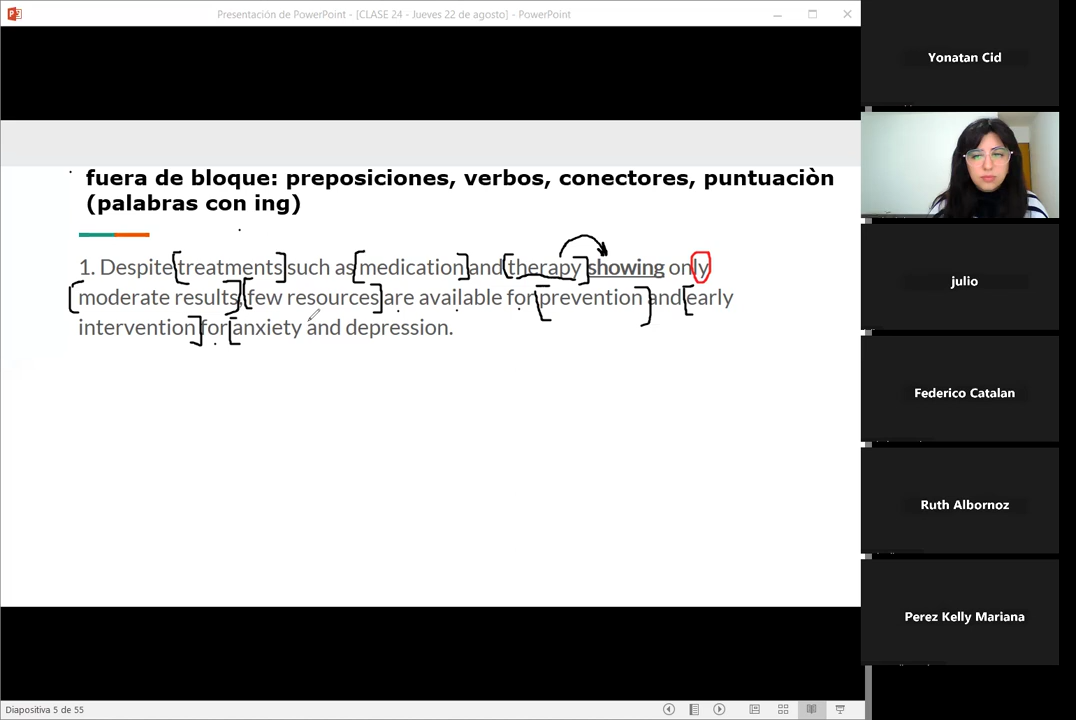 Presentación de PowerPoint - [CLASE 24 - Jueves 22 de agosto] - PowerPoint
Yonatan Cid
fuera de bloque: preposiciones, verbos, conectores, puntuaciòn
(palabras con ing)
1. Despite treatments such as medication and therapy showing only
moderate results, few resources are available for prevention and early
intervention for anxiety and depression.
julio
Federico Catalan
Ruth Albornoz
Perez Kelly Mariana
Diapositiva 5 de 55